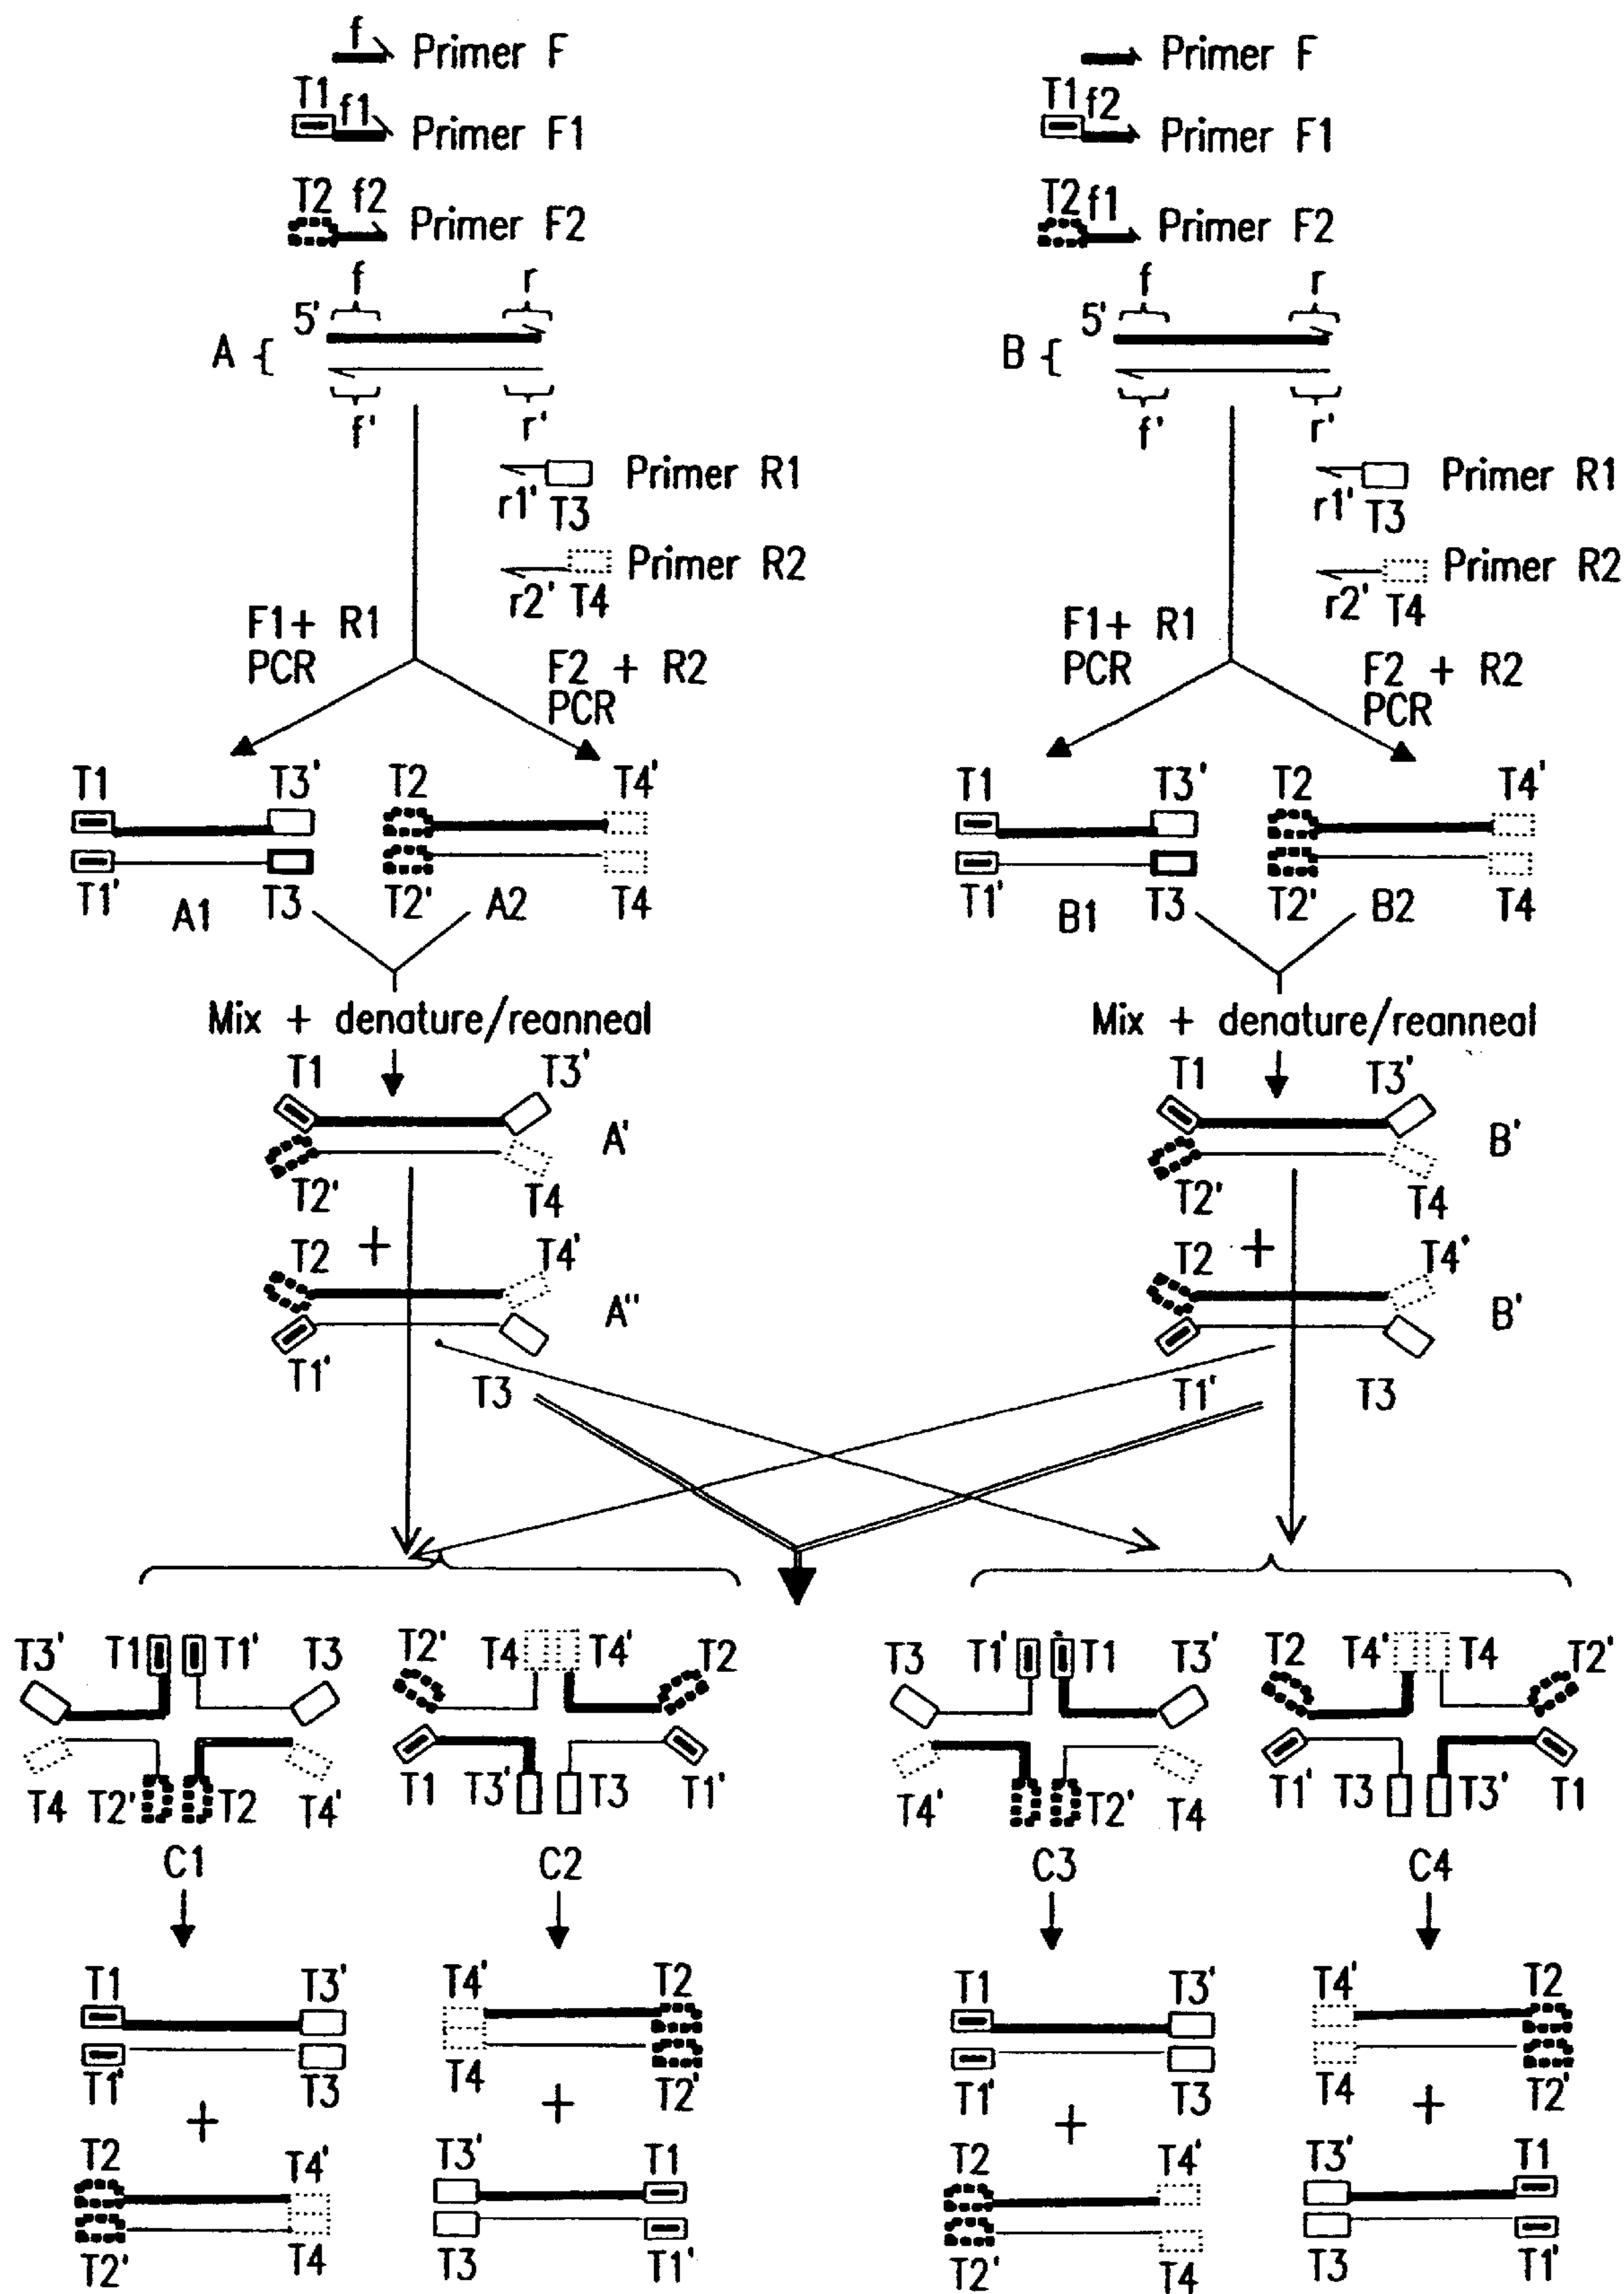 f
Primer F
T1 f1
Primer F1
T2 f2
Primer F2
f r
5'
A {
f' r'
Primer R1
r1' T3
Primer R2
r2' T4
F1+ R1
PCR
F2 + R2
PCR
Primer F
T1 f2
Primer F1
T2 f1
Primer F2
f r
5'
B {
f' r'
Primer R1
r1' T3
Primer R2
r2' T4
F1+ R1
PCR
F2 + R2
PCR
T1 T3' T2 T4'
T1' A1 T3 T2' A2 T4
T1 T3' T2 T4'
T1' B1 T3 T2' B2 T4
Mix + denature/reanneal
Mix + denature/reanneal
T1 T3'
A'
T2' T4
+
T2 T4'
A''
T1' T3
T1 T3'
B'
T2' T4
+
T2 T4'
B'
T1' T3
T3' T1 T1' T3
T4 T2' T2 T4'
C1
T2' T4 T4' T2
T1 T3' T3 T1'
C2
T3 T1' T1 T3'
T4' T2' T4
C3
T2 T4' T4 T2'
T1' T3 T3' T1
C4
T1 T3'
T1' T3
+
T2 T4'
T2' T4
T4' T2
T4 T2'
+
T3' T1
T3 T1'
T1 T3'
T1' T3
+
T2 T4'
T2' T4
T4' T2
T4 T2'
+
T3' T1
T3 T1'